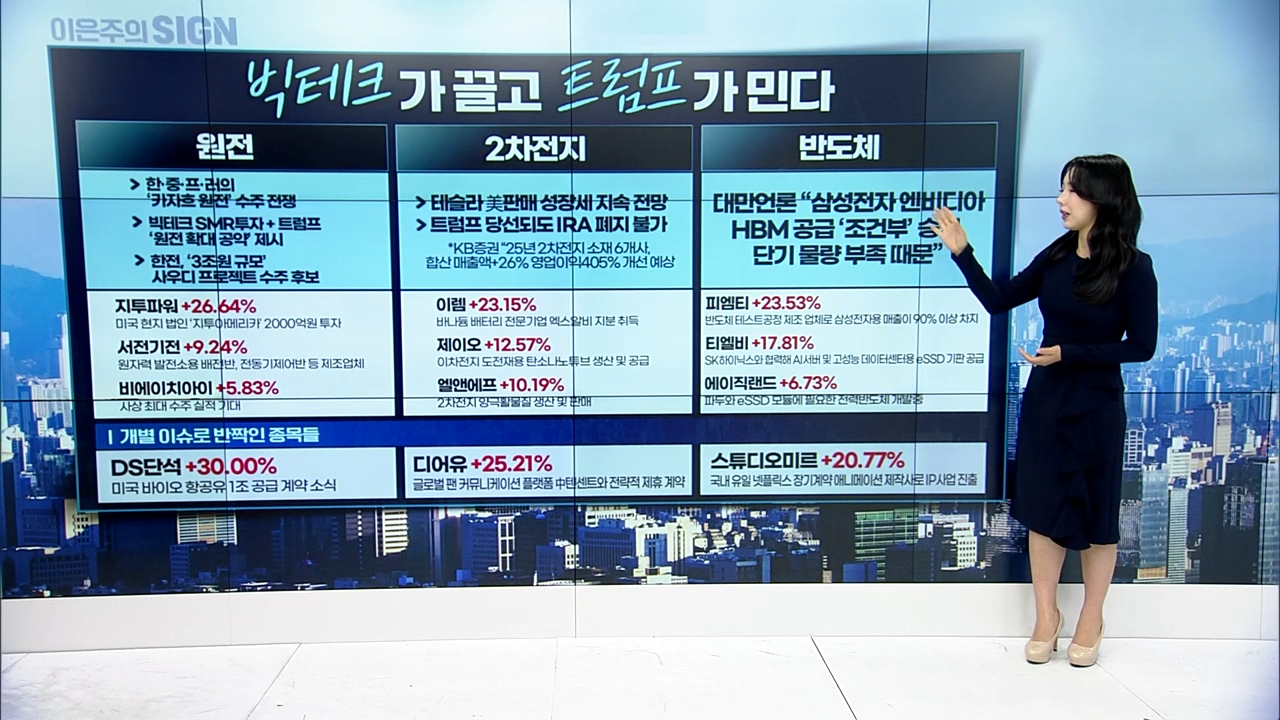 이은주의 SIGN
빅테크가 끌고 트럼프가 민다
원전
> 한·중·프·러의
'카자흐 원전' 수주 전쟁
> 빅테크 SMR투자 + 트럼프
'원전 확대 공약' 제시
> 한전, '3조원 규모'
사우디 프로젝트 수주 후보
지투파워 +26.64%
미국 현지 법인 '지투아메리카' 2000억원 투자
서전기전 +9.24%
원자력 발전소용 배전반, 전동기제어반 등 제조업체
비에이치아이 +5.83%
사상 최대 수주 실적 기대
2차전지
> 테슬라 美판매 성장세 지속 전망
> 트럼프 당선되도 IRA 폐지 불가
*KB증권 "25년 2차전지 소재 6개사,
합산 매출액+26% 영업이익405% 개선 예상
이렘 +23.15%
바나듐 배터리 전문기업 엑스알비 지분 취득
제이오 +12.57%
이차전지 도전재용 탄소나노튜브 생산 및 공급
엘앤에프 +10.19%
2차전지 양극활물질 생산 및 판매
반도체
대만언론 "삼성전자 엔비디아
HBM 공급 '조건부'
단기 물량 부족 때문"
피엠티 +23.53%
반도체 테스트공정 제조 업체로 삼성전자용 매출이 90% 이상 차지
티엘비 +17.81%
SK하이닉스와 협력해 AI서버 및 고성능 데이터센터용 eSSD 기판 공급
에이직랜드 +6.73%
파두와 eSSD 모듈에 필요한 전력반도체 개발중
| 개별 이슈로 반짝인 종목들
DS단석 +30.00%
미국 바이오 항공유 1조 공급 계약 소식
디어유 +25.21%
글로벌 팬 커뮤니케이션 플랫폼 中텐센트와 전략적 제휴 계약
스튜디오미르 +20.77%
국내 유일 넷플릭스 장기계약 애니메이션 제작사로 IP사업 진출